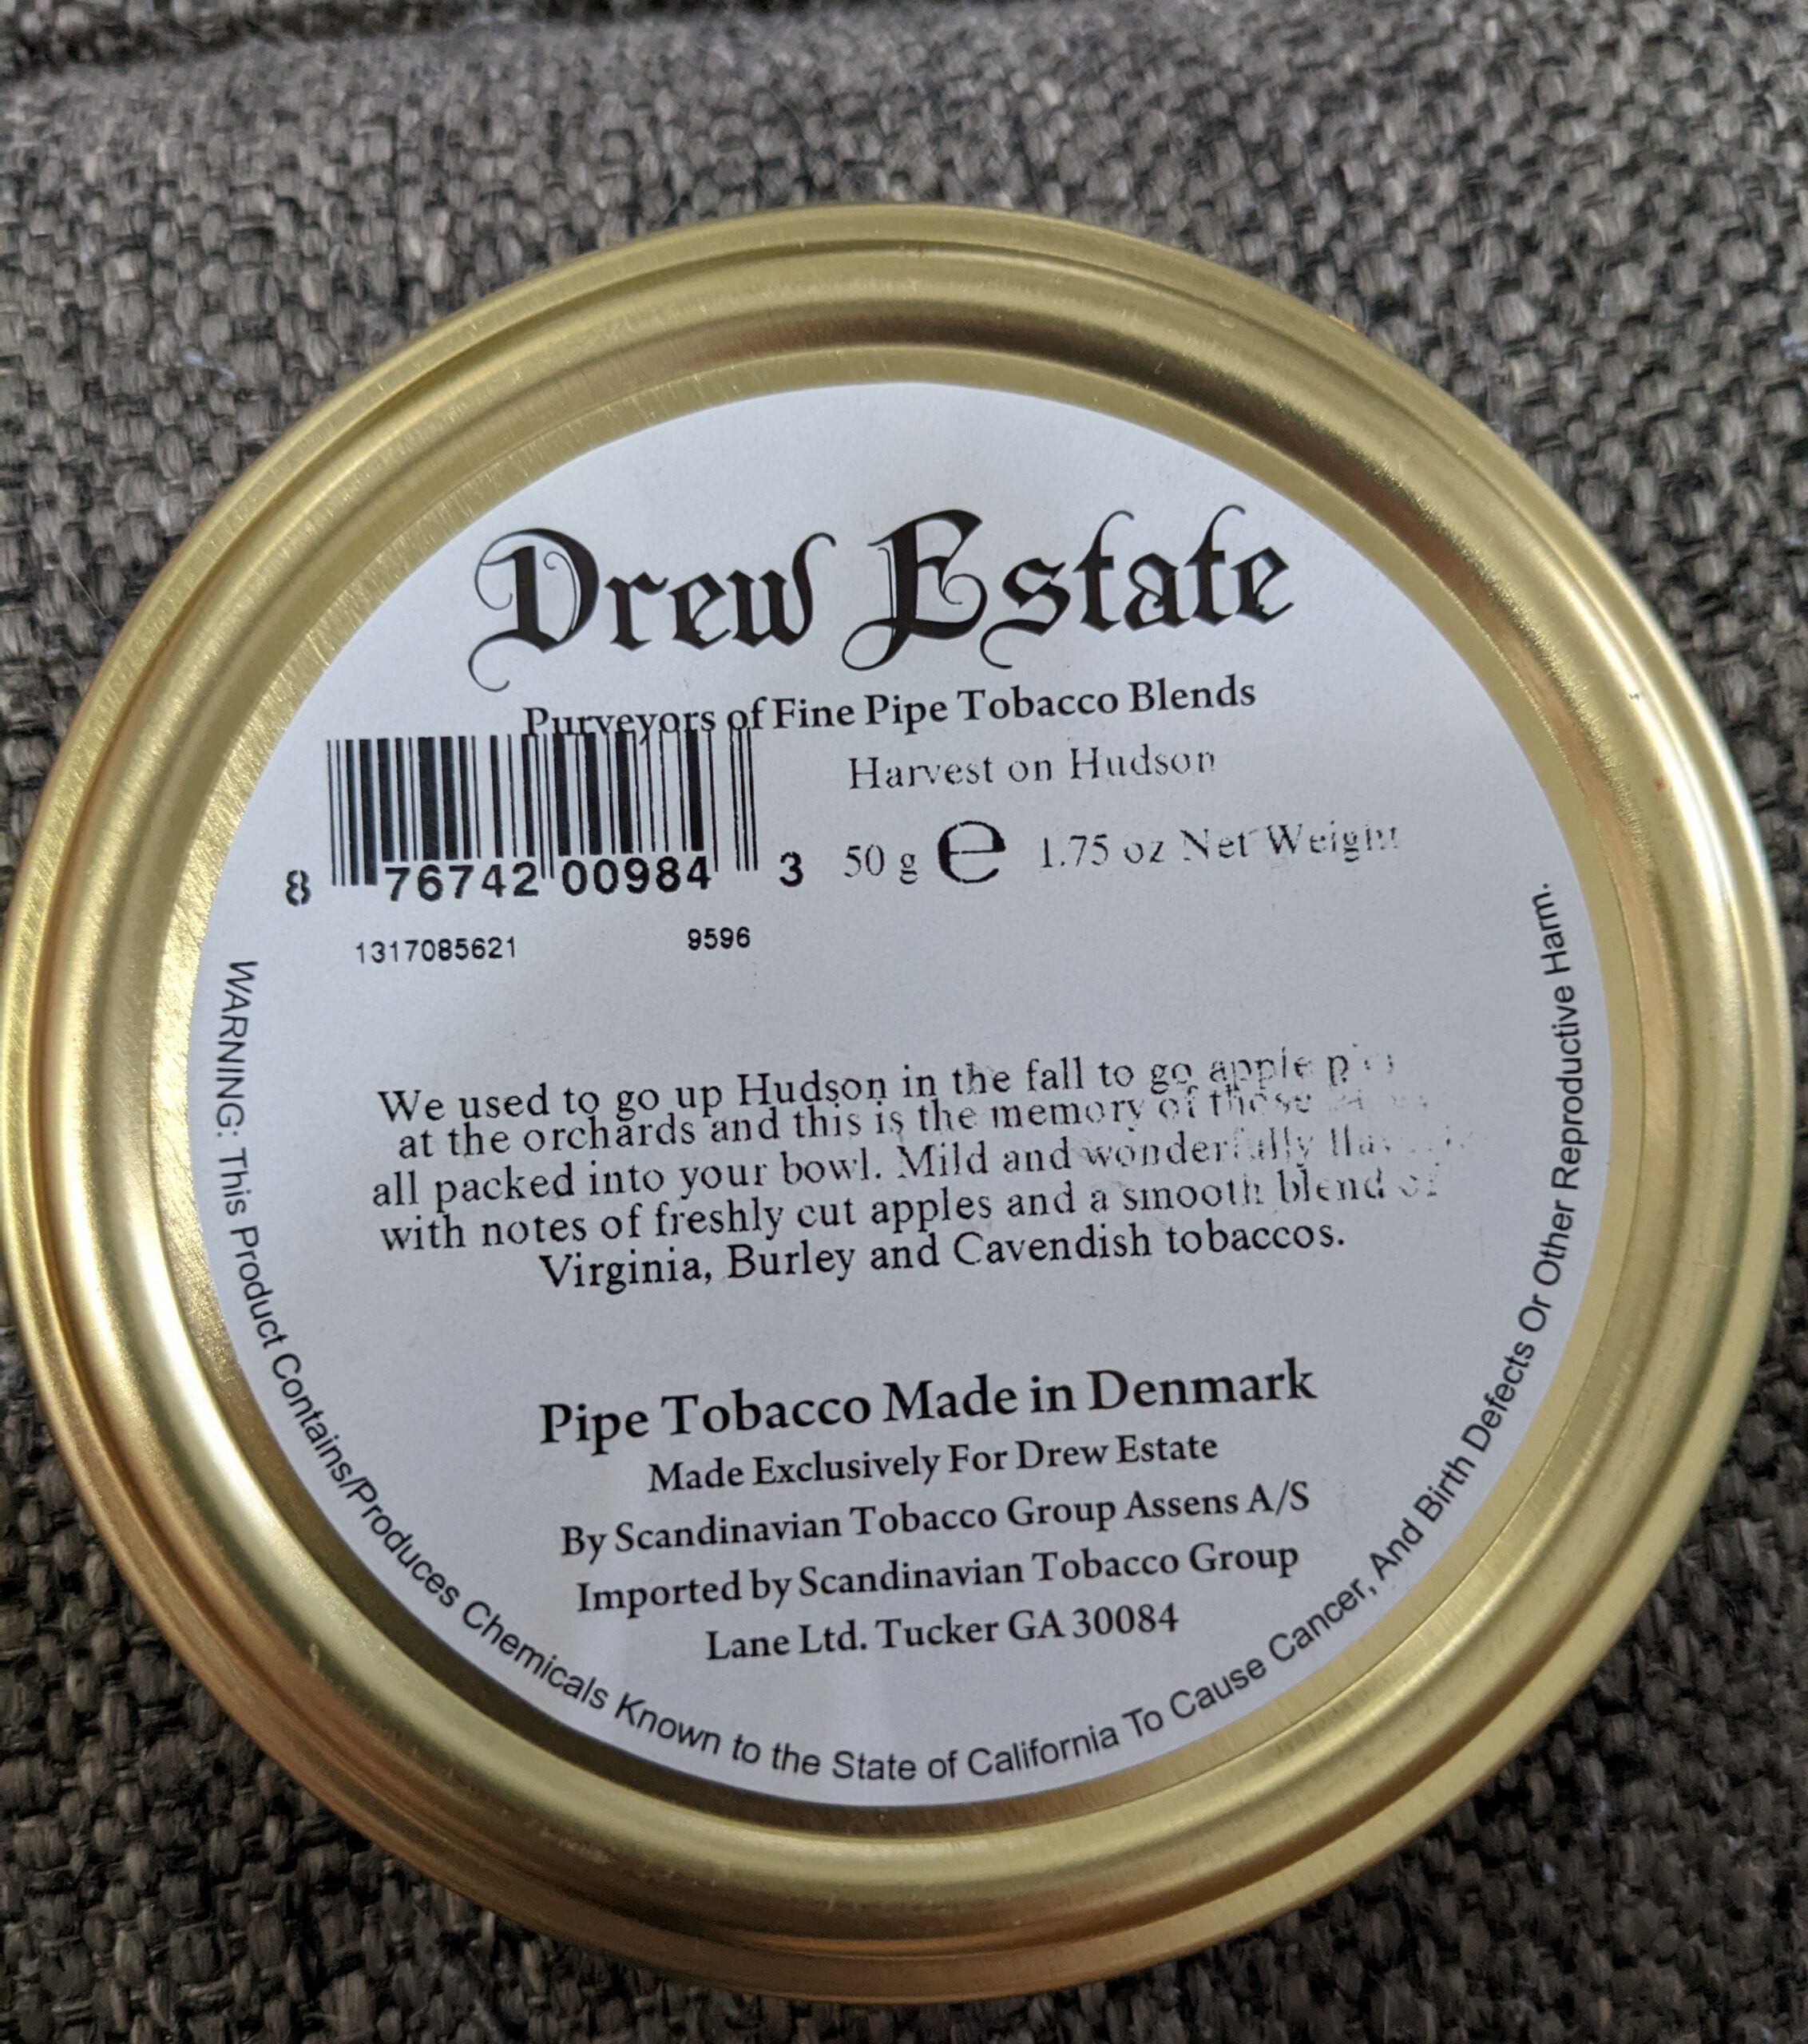 Drew Estate
Purveyors of Fine Pipe Tobacco Blends
Harvest on Hudson
50 g e 1.75 oz Net Weight
8 76742 00984 3
1317085621 9596
We used to go up Hudson in the fall to go apple
at the orchards and this is the memory of those
all packed into your bowl. Mild and wonderfully
with notes of freshly cut apples and a smooth blend of
Virginia, Burley and Cavendish tobaccos.
Pipe Tobacco Made in Denmark
Made Exclusively For Drew Estate
By Scandinavian Tobacco Group Assens A/S
Imported by Scandinavian Tobacco Group
Lane Ltd. Tucker GA 30084
WARNING: This Product Contains/Produces Chemicals Known to the State of California To Cause Cancer, And Birth Defects Or Other Reproductive Harm.